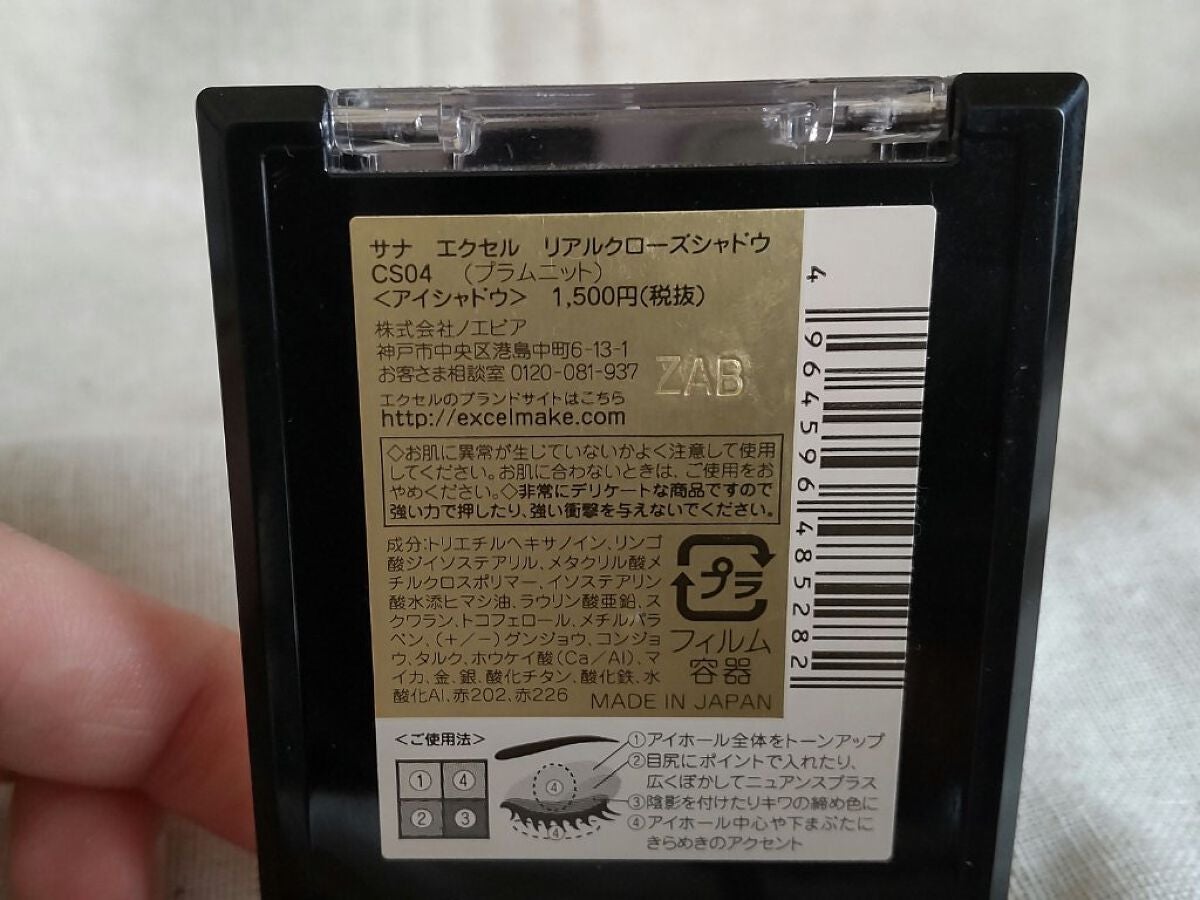 サナ エクセル リアルクローズシャドウ
CS04 (プラムニット)
<アイシャドウ> 1,500円(税抜)
株式会社ノエビア
神戸市中央区港島中町6-13-1
お客さま相談室 0120-081-937
エクセルのブランドサイトはこちら
http://excelmake.com
ZAB
◇お肌に異常が生じていないかよく注意して使用
してください。お肌に合わないときは、ご使用をお
やめください。◇非常にデリケートな商品ですので
強い力で押したり、強い衝撃を与えないでください。
成分:トリエチルヘキサノイン、リンゴ
酸ジイソステアリル、メタクリル酸メ
チルクロスポリマー、イソステアリン
酸水添ヒマシ油、ラウリン酸亜鉛、ス
クワラン、トコフェロール、メチルパラ
ベン、(+/-)グンジョウ、コンジョ
ウ、タルク、ホウケイ酸(Ca/Al)、マ
イカ、金、銀、酸化チタン、酸化鉄、水
酸化Al、赤202、赤226
プラ
フィルム
容器
MADE IN JAPAN
4 964596 485282
<ご使用法>
① ④
② ③
④
④
①アイホール全体をトーンアップ
②目尻にポイントで入れたり、
広くぼかしてニュアンスプラス
③陰影を付けたりキワの締め色に
④アイホール中心や下まぶたに
きらめきのアクセント